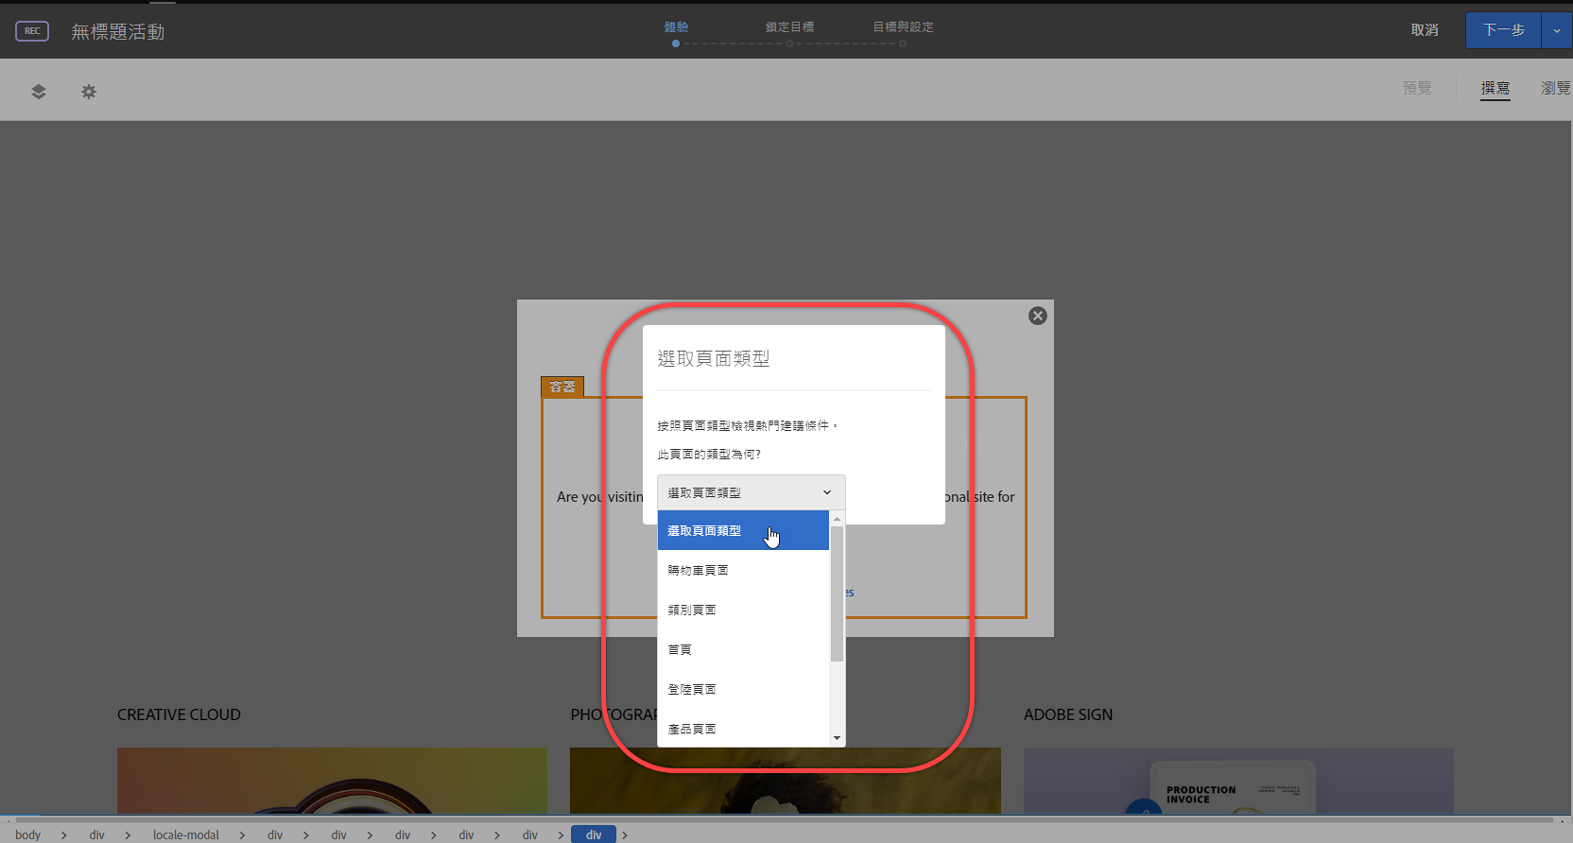 REC
無標題活動
體驗
鎖定目標
目標與設定
取消
下一步
預覽
撰寫
瀏覽
選取頁面類型
容器
按照頁面類型檢視熱門建議條件。
此頁面的類型為何?
選取頁面類型
Are you visitin
onal site for
選取頁面類型
購物車頁面
es
類別頁面
首頁
登陸頁面
產品頁面
CREATIVE CLOUD
PHOTOGRAP
ADOBE SIGN
PRODUCTION
INVOICE
body > div > locale-modal > div > div > div > div > div > div >